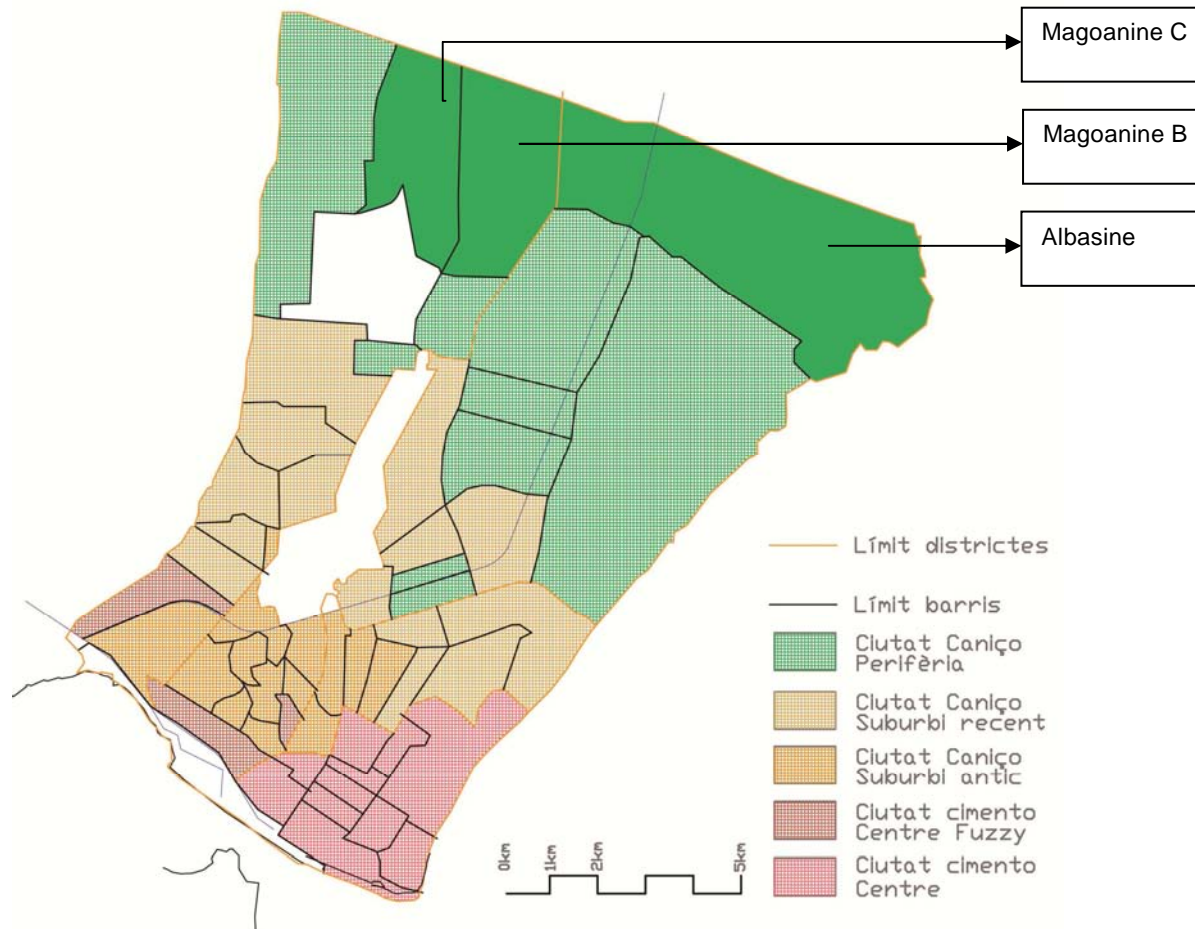 Magoanine C
Magoanine B
Albasine
Límit districtes
Límit barris
Ciutat Caniço
Perifèria
Ciutat Caniço
Suburbi recent
Ciutat Caniço
Suburbi antic
Ciutat cimento
Centre Fuzzy
Ciutat cimento
Centre
0km
1km
2km
5km